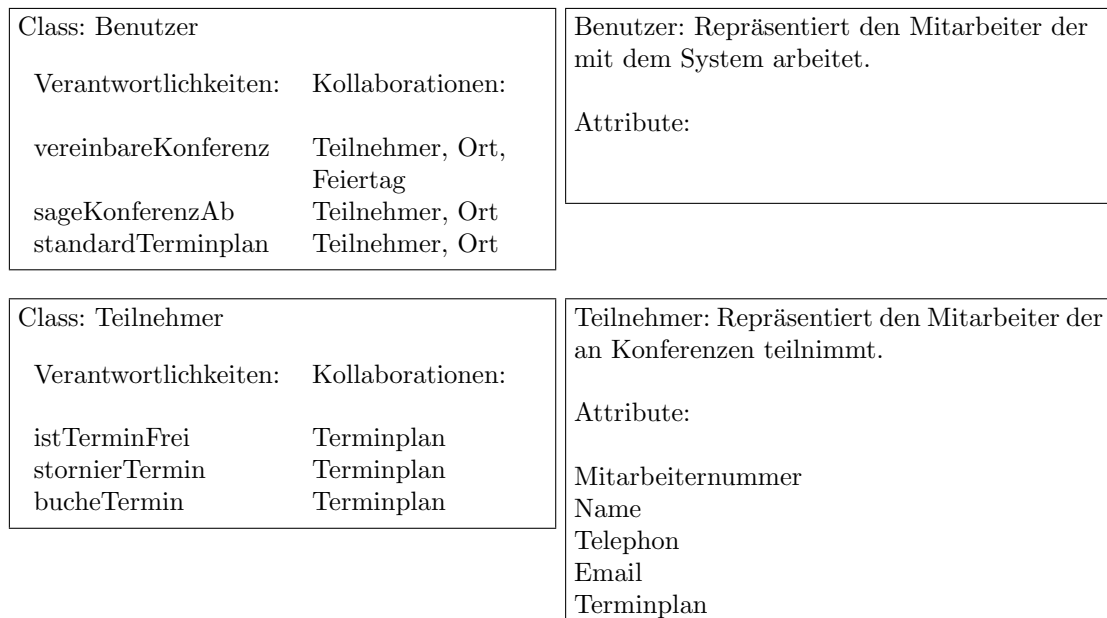 Class: Benutzer
Verantwortlichkeiten: Kollaborationen:
vereinbareKonferenz Teilnehmer, Ort,
Feiertag
sageKonferenzAb Teilnehmer, Ort
standardTerminplan Teilnehmer, Ort
Benutzer: Repräsentiert den Mitarbeiter der
mit dem System arbeitet.
Attribute:
Class: Teilnehmer
Verantwortlichkeiten: Kollaborationen:
istTerminFrei Terminplan
stornierTermin Terminplan
bucheTermin Terminplan
Teilnehmer: Repräsentiert den Mitarbeiter der
an Konferenzen teilnimmt.
Attribute:
Mitarbeiternummer
Name
Telephon
Email
Terminplan